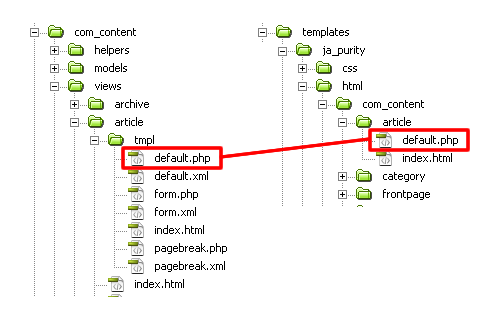 com_content
helpers
models
views
archive
article
tmpl
default.php
default.xml
form.php
form.xml
index.html
pagebreak.php
pagebreak.xml
index.html
templates
ja_purity
css
html
com_content
article
default.php
index.html
category
frontpage